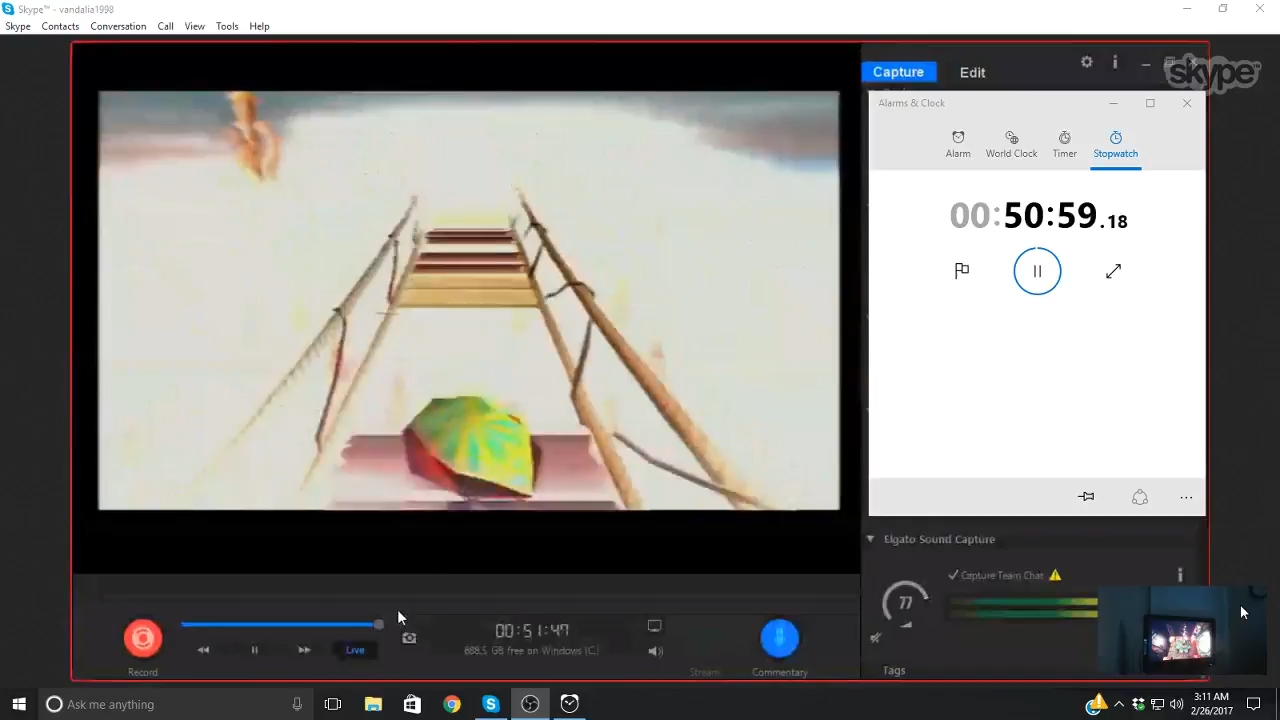 Skype™ - vandalia1998
Skype Contacts Conversation Call View Tools Help
skype
Capture Edit
Alarms & Clock
Alarm World Clock Timer Stopwatch
00:50:59.18
Elgato Sound Capture
Capture Team Chat
77
00:51:47
688.5 GB free on Windows (C:)
Live
Record
Stream
Commentary
Tags
Ask me anything
3:11 AM
2/26/2017